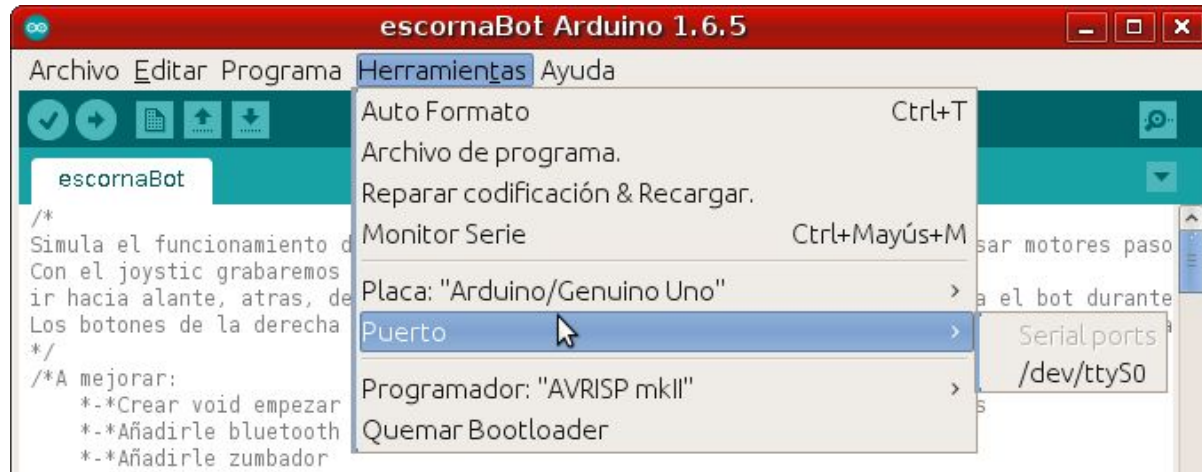 escornaBot Arduino 1.6.5
Archivo Editar Programa Herramientas Ayuda
escornaBot
Auto Formato Ctrl+T
Archivo de programa.
Reparar codificación & Recargar.
Monitor Serie Ctrl+Mayús+M
Placa: "Arduino/Genuino Uno"
Puerto
Programador: "AVRISP mkII"
Quemar Bootloader
Serial ports
/dev/ttyS0
/*
Simula el funcionamiento sar motores paso
Con el joystic grabaremos
ir hacia alante, atras, a el bot durante
Los botones de la derecha
*/
/*A mejorar:
*-*Crear void empezar
*-*Añadirle bluetooth
*-*Añadirle zumbador